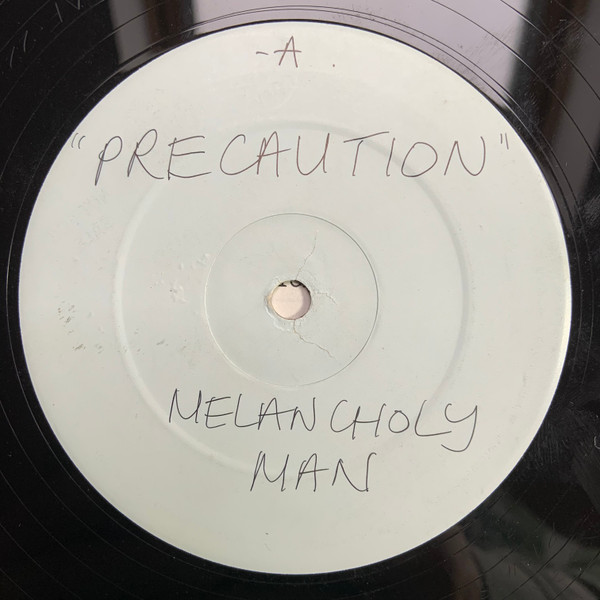 -A.
"PRECAUTION"
MELANCHOLY
MAN